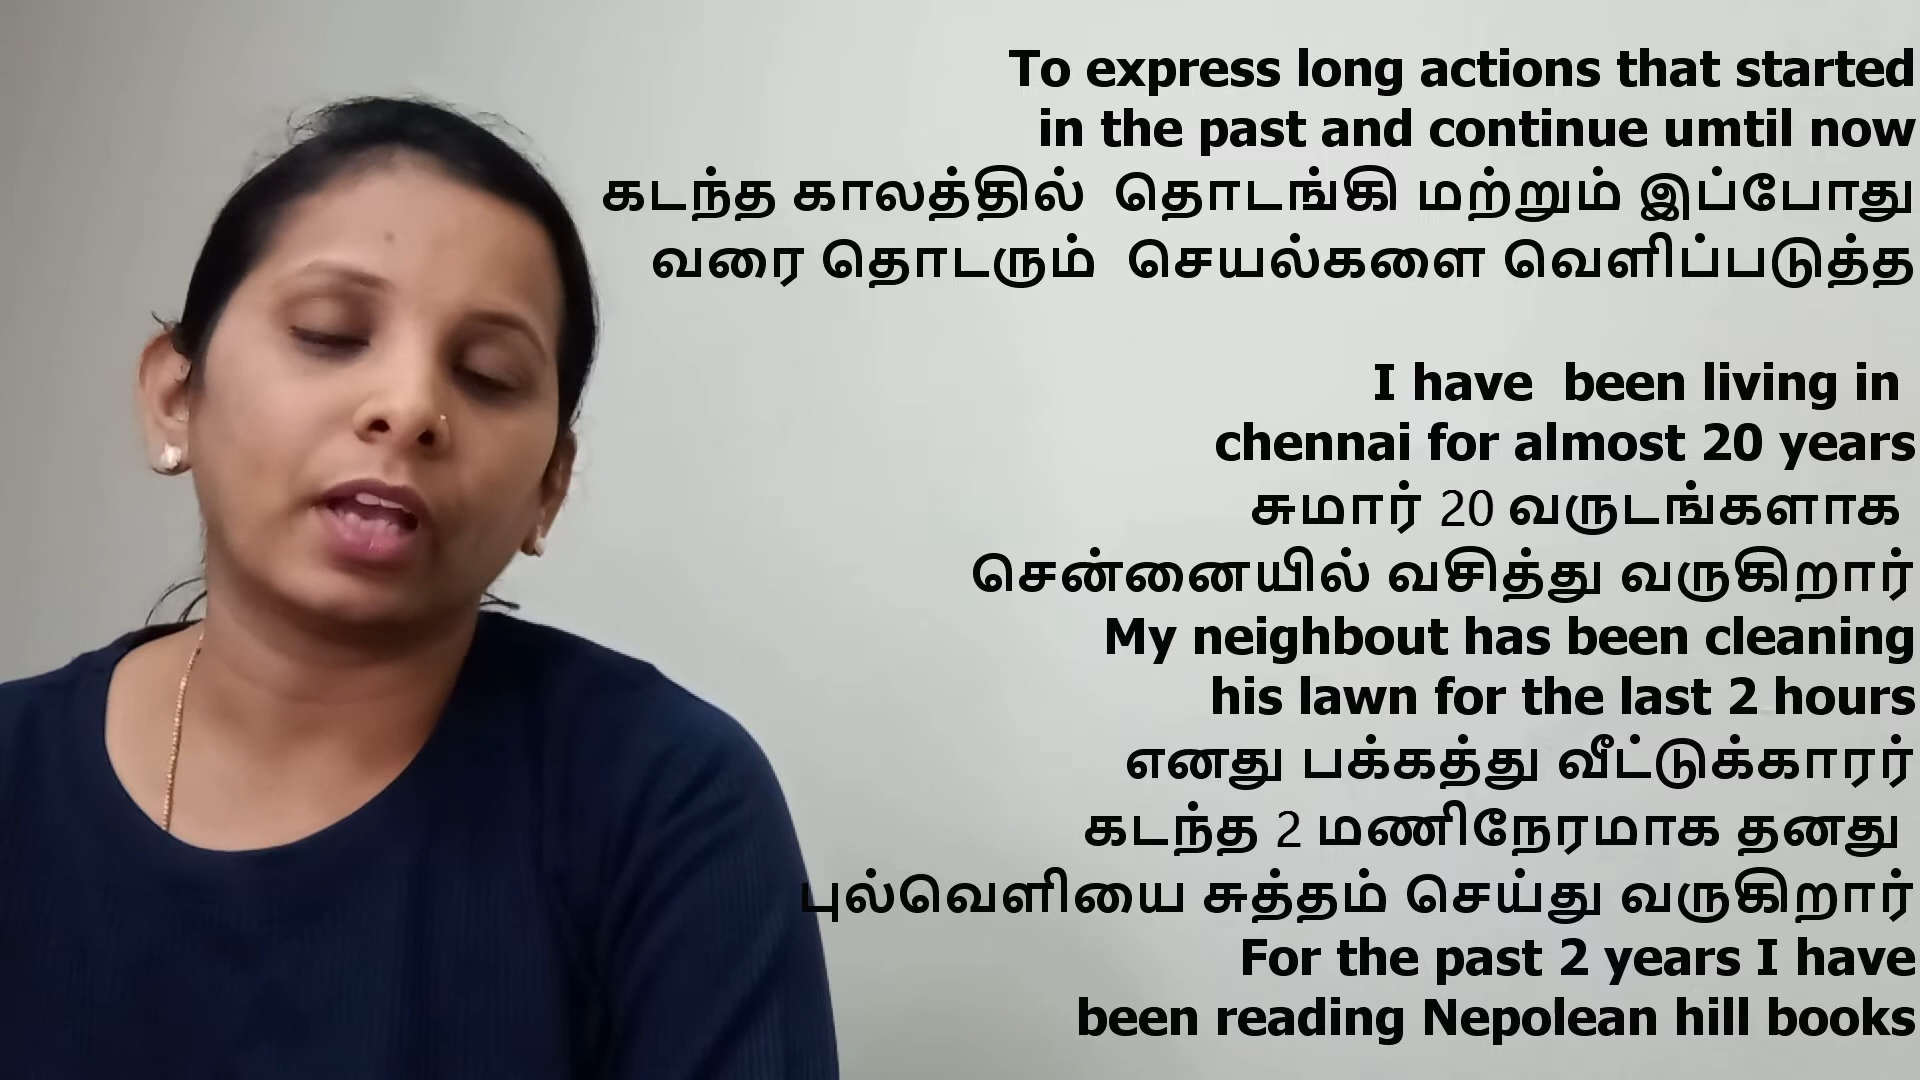 To express long actions that started
in the past and continue umtil now
கடந்த காலத்தில் தொடங்கி மற்றும் இப்போது
வரை தொடரும் செயல்களை வெளிப்படுத்த
I have been living in
chennai for almost 20 years
சுமார் 20 வருடங்களாக
சென்னையில் வசித்து வருகிறார்
My neighbout has been cleaning
his lawn for the last 2 hours
எனது பக்கத்து வீட்டுக்காரர்
கடந்த 2 மணிநேரமாக தனது
புல்வெளியை சுத்தம் செய்து வருகிறார்
For the past 2 years I have
been reading Nepolean hill books